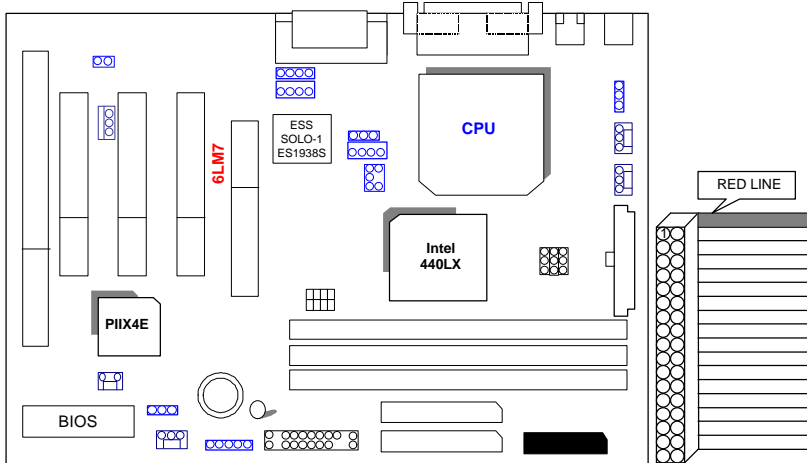 ESS
SOLO-1
ES1938S
CPU
6LM7
RED LINE
1
Intel
440LX
PIIX4E
BIOS